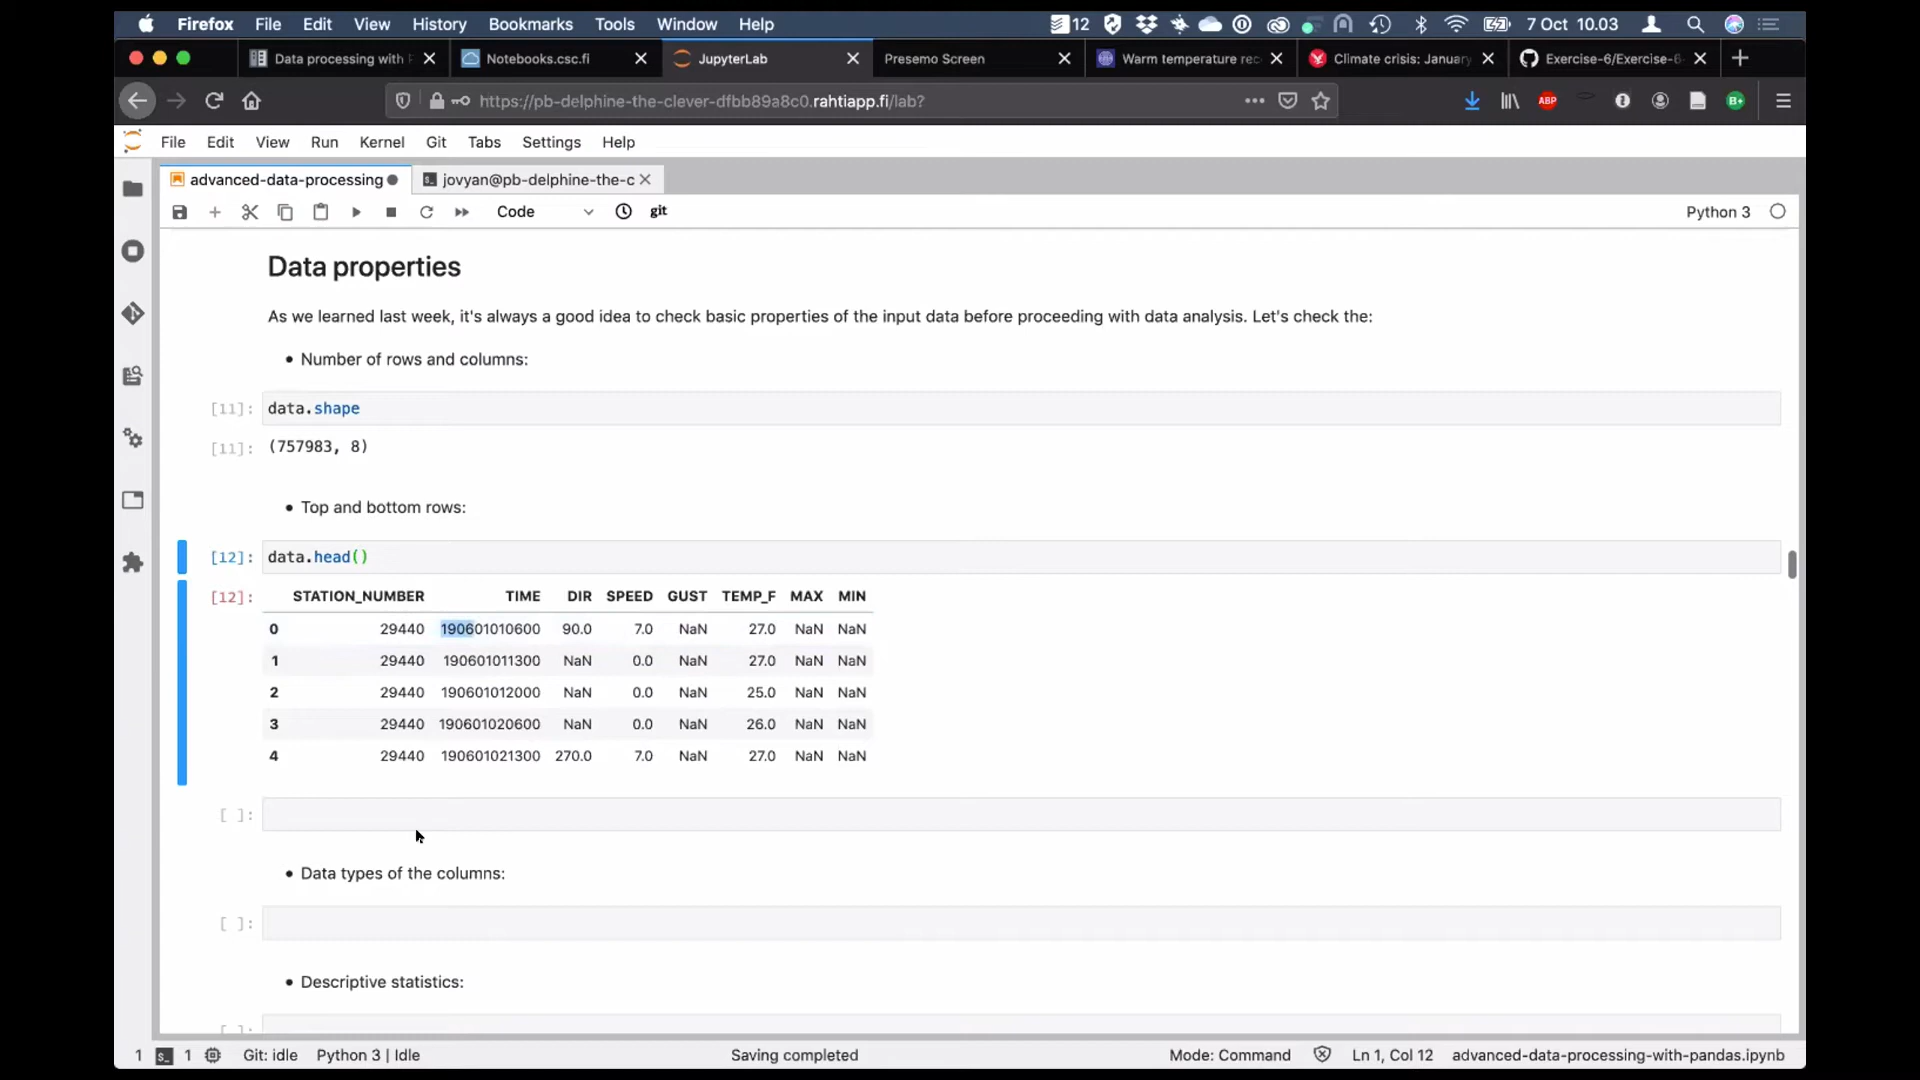 Firefox File Edit View History Bookmarks Tools Window Help 12 7 Oct 10.03
Data processing with Notebooks.csc.fi JupyterLab Presemo Screen Warm temperature rec Climate crisis: January Exercise-6/Exercise-6
https://pb-delphine-the-clever-dfbb89a8c0.rahtiapp.fi/lab? ABP B+
File Edit View Run Kernel Git Tabs Settings Help
advanced-data-processing jovyan@pb-delphine-the-c
Code git Python 3
Data properties
As we learned last week, it's always a good idea to check basic properties of the input data before proceeding with data analysis. Let's check the:
• Number of rows and columns:
[11]: data.shape
[11]: (757983, 8)
• Top and bottom rows:
[12]: data.head()
[12]: STATION_NUMBER TIME DIR SPEED GUST TEMP_F MAX MIN
0 29440 190601010600 90.0 7.0 NaN 27.0 NaN NaN
1 29440 190601011300 NaN 0.0 NaN 27.0 NaN NaN
2 29440 190601012000 NaN 0.0 NaN 25.0 NaN NaN
3 29440 190601020600 NaN 0.0 NaN 26.0 NaN NaN
4 29440 190601021300 270.0 7.0 NaN 27.0 NaN NaN
[ ]:
• Data types of the columns:
[ ]:
• Descriptive statistics:
[ ]:
1 1 Git: idle Python 3 | Idle Saving completed Mode: Command Ln 1, Col 12 advanced-data-processing-with-pandas.ipynb